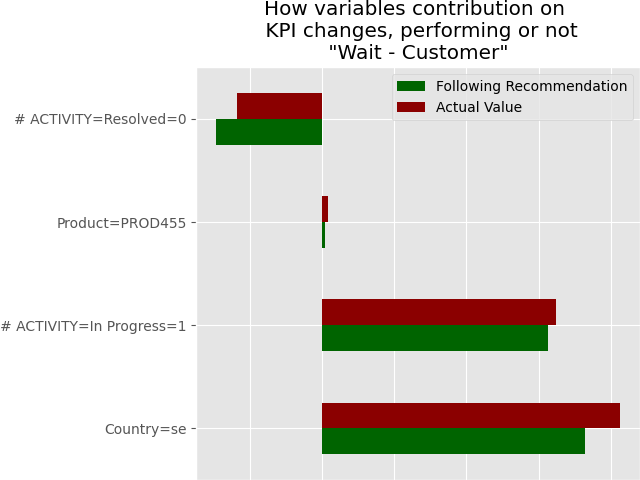 How variables contribution on
KPI changes, performing or not
"Wait - Customer"
Following Recommendation
Actual Value
# ACTIVITY=Resolved=0
Product=PROD455
# ACTIVITY=In Progress=1
Country=se